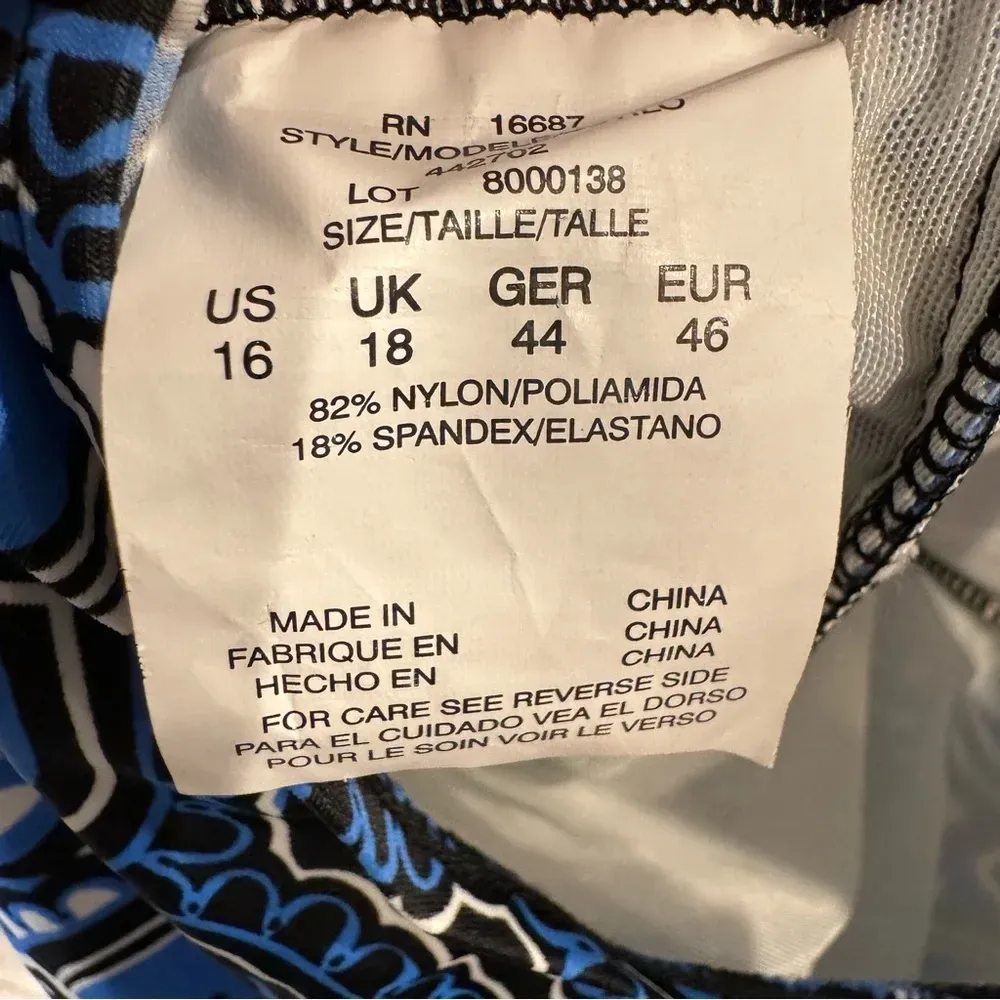 RN 16687
STYLE/MODELE
442702
LOT 8000138
SIZE/TAILLE/TALLE
US UK GER EUR
16 18 44 46
82% NYLON/POLIAMIDA
18% SPANDEX/ELASTANO
MADE IN CHINA
FABRIQUE EN CHINA
HECHO EN CHINA
FOR CARE SEE REVERSE SIDE
PARA EL CUIDADO VEA EL DORSO
POUR LE SOIN VOIR LE VERSO